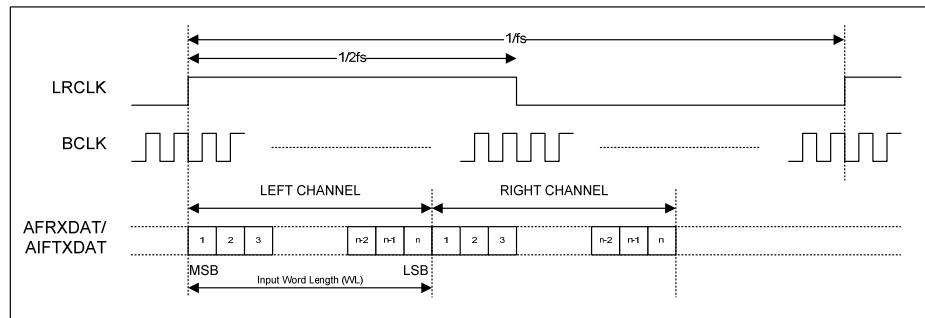 1/fs
1/2fs
LRCLK
BCLK
LEFT CHANNEL RIGHT CHANNEL
AFRXDAT/
AIFTXDAT
1 2 3 n-2 n-1 n 1 2 3 n-2 n-1 n
MSB LSB
Input Word Length (WL)